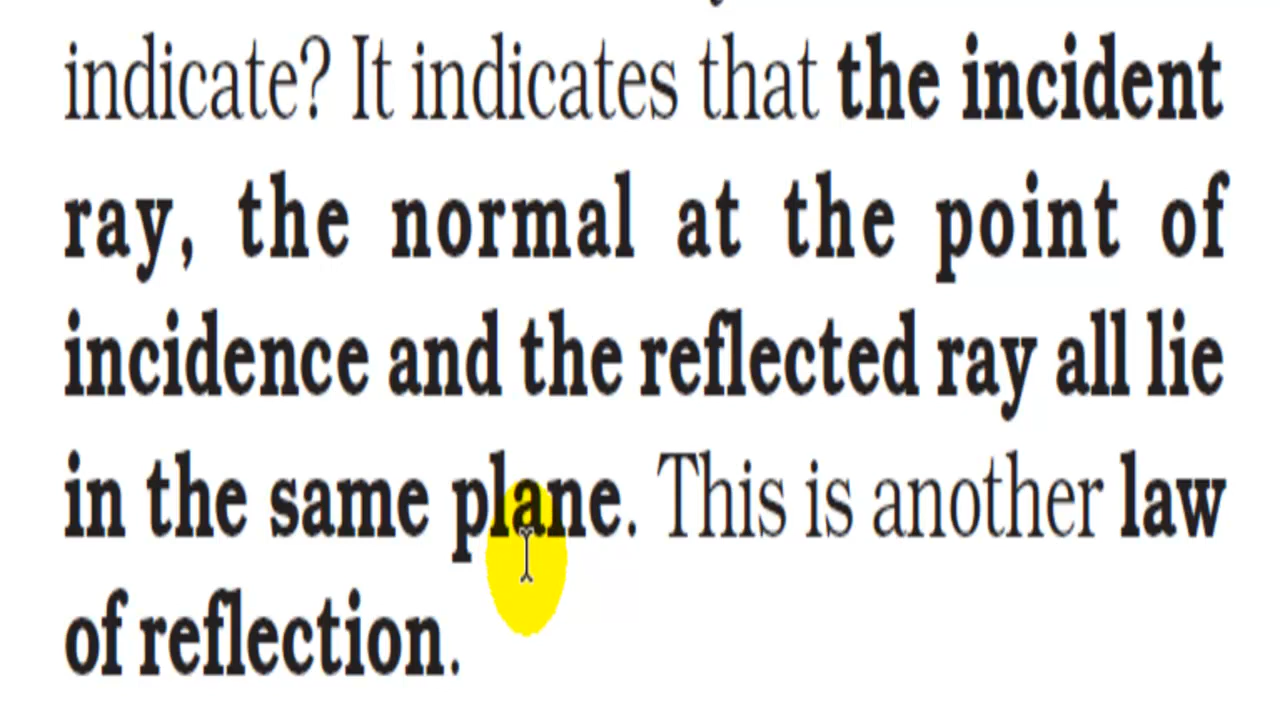 indicate? It indicates that the incident
ray, the normal at the point of
incidence and the reflected ray all lie
in the same plane. This is another law
of reflection.